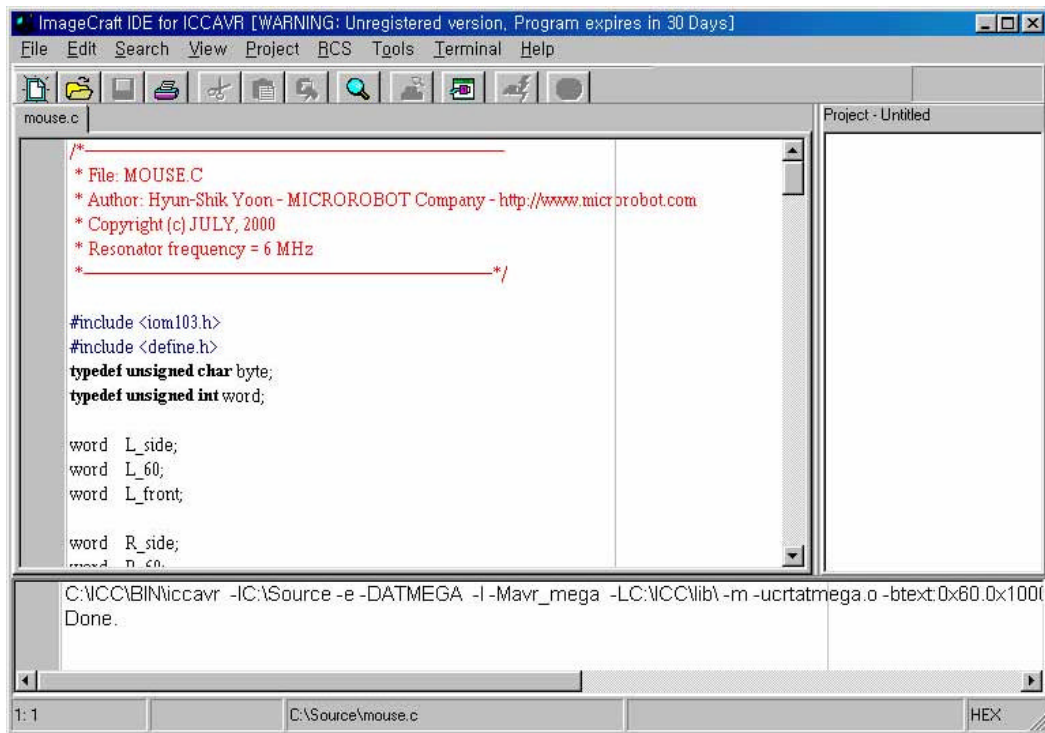 ImageCraft IDE for ICCAVR [WARNING: Unregistered version, Program expires in 30 Days]
File Edit Search View Project RCS Tools Terminal Help
mouse.c
Project - Untitled
/*
* File: MOUSE.C
* Author: Hyun-Shik Yoon - MICROROBOT Company - http://www.microrobot.com
* Copyright (c) JULY, 2000
* Resonator frequency = 6 MHz
*-*/
#include <iom103.h>
#include <define.h>
typedef unsigned char byte;
typedef unsigned int word;
word L_side;
word L_60;
word L_front;
word R_side;
word R_60;
C:\ICC\BIN\iccavr -IC:\Source -e -DATMEGA -l -Mavr_mega -LC:\ICC\lib\ -m -ucrtatmega.o -btext:0x60.0x1000
Done.
1: 1
C:\Source\mouse.c
HEX